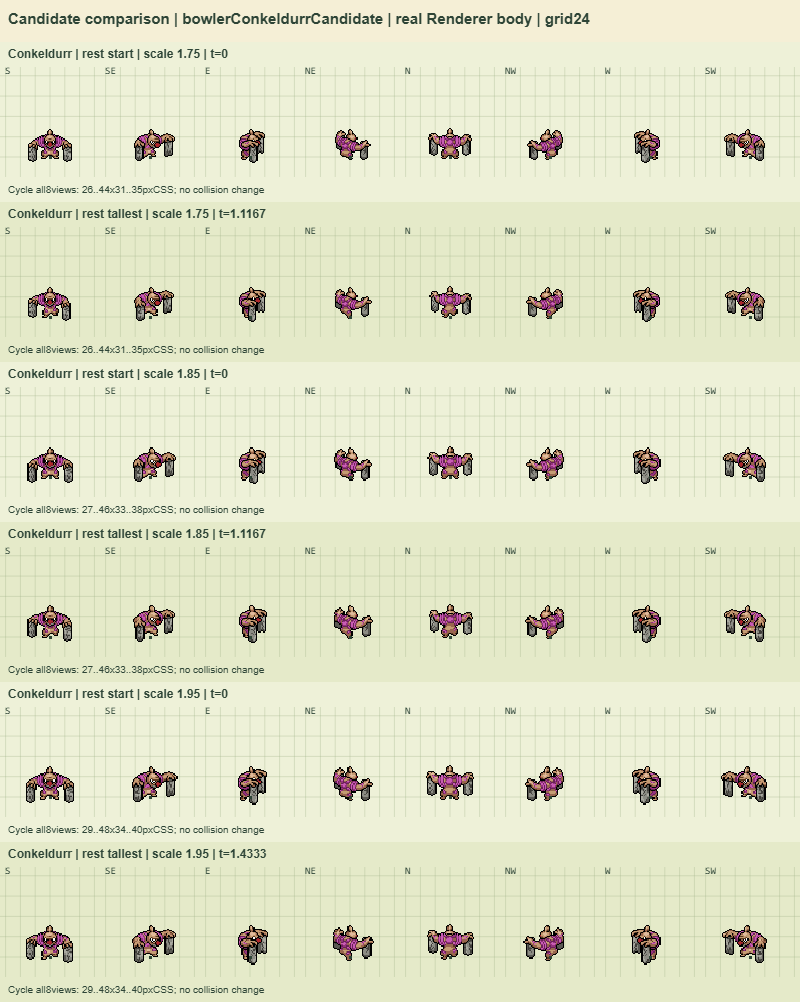 Candidate comparison | bowlerConkeldurrCandidate | real Renderer body | grid24
Conkeldurr | rest start | scale 1.75 | t=0
S SE E NE N NW W SW
Cycle all8views: 26..44x31..35pxCSS; no collision change
Conkeldurr | rest tallest | scale 1.75 | t=1.1167
S SE E NE N NW W SW
Cycle all8views: 26..44x31..35pxCSS; no collision change
Conkeldurr | rest start | scale 1.85 | t=0
S SE E NE N NW W SW
Cycle all8views: 27..46x33..38pxCSS; no collision change
Conkeldurr | rest tallest | scale 1.85 | t=1.1167
S SE E NE N NW W SW
Cycle all8views: 27..46x33..38pxCSS; no collision change
Conkeldurr | rest start | scale 1.95 | t=0
S SE E NE N NW W SW
Cycle all8views: 29..48x34..40pxCSS; no collision change
Conkeldurr | rest tallest | scale 1.95 | t=1.4333
S SE E NE N NW W SW
Cycle all8views: 29..48x34..40pxCSS; no collision change